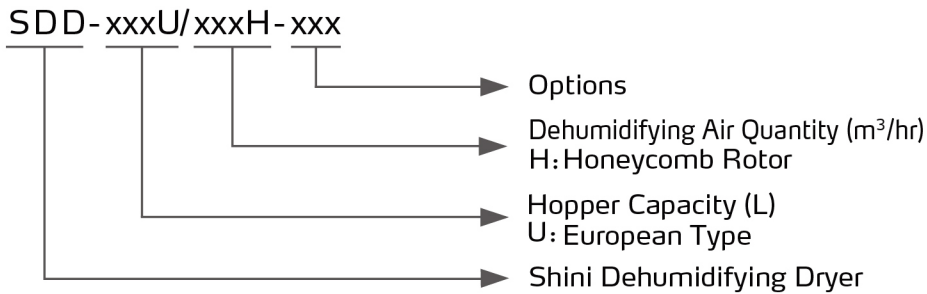 SDD-xxxU/xxxH-xxx
Options
Dehumidifying Air Quantity (m³/hr)
H:Honeycomb Rotor
Hopper Capacity (L)
U: European Type
Shini Dehumidifying Dryer